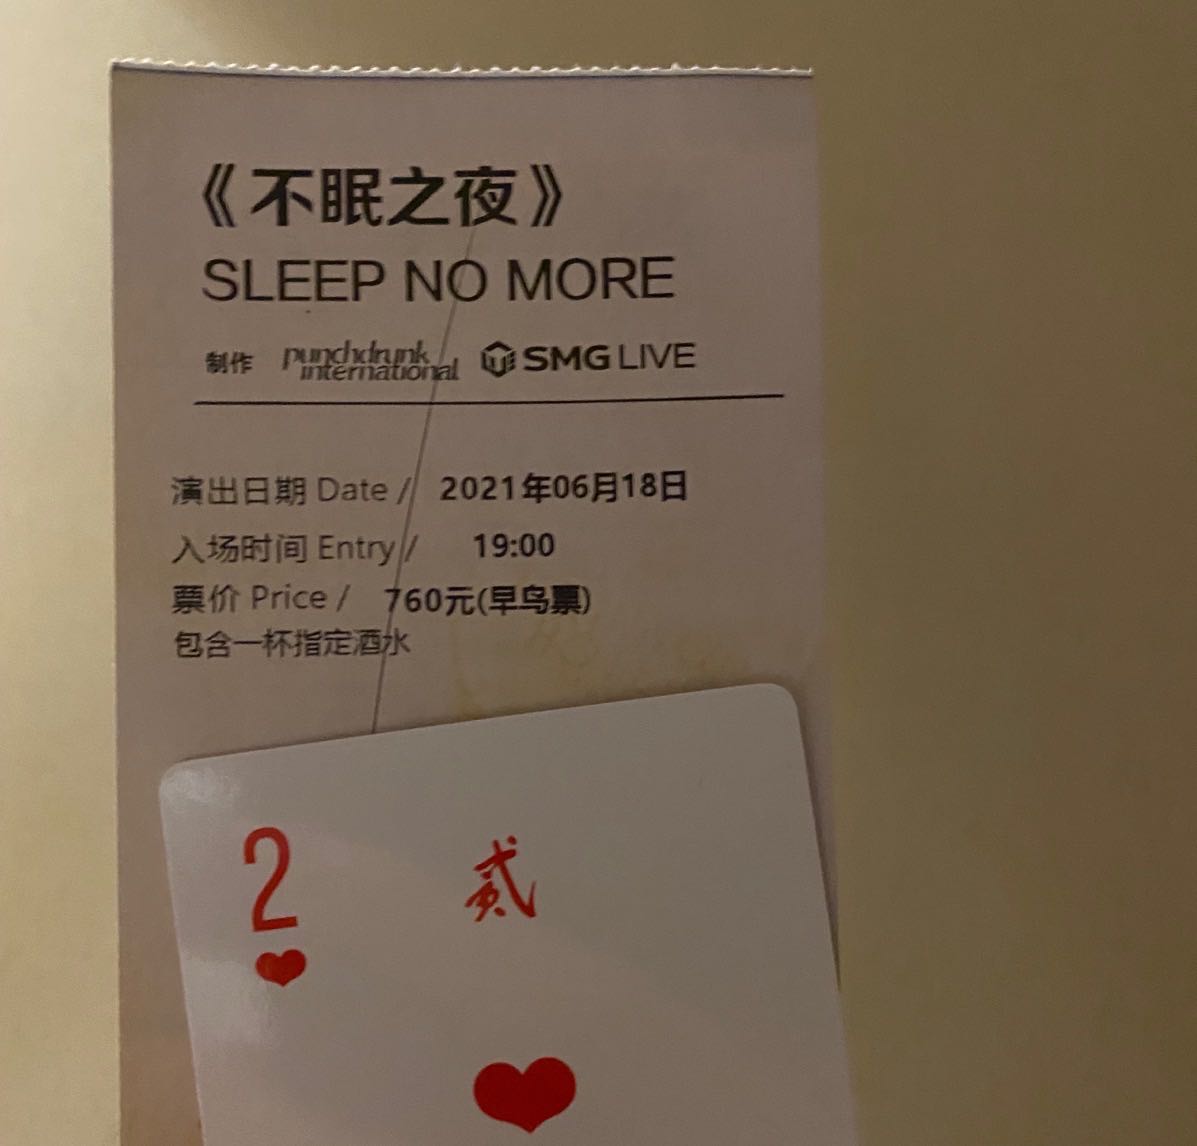 《不眠之夜》
SLEEP NO MORE
制作 punchdrunk international SMG LIVE
演出日期 Date / 2021年06月18日
入场时间 Entry / 19:00
票价 Price / 760元(早鸟票)
包含一杯指定酒水
2 贰